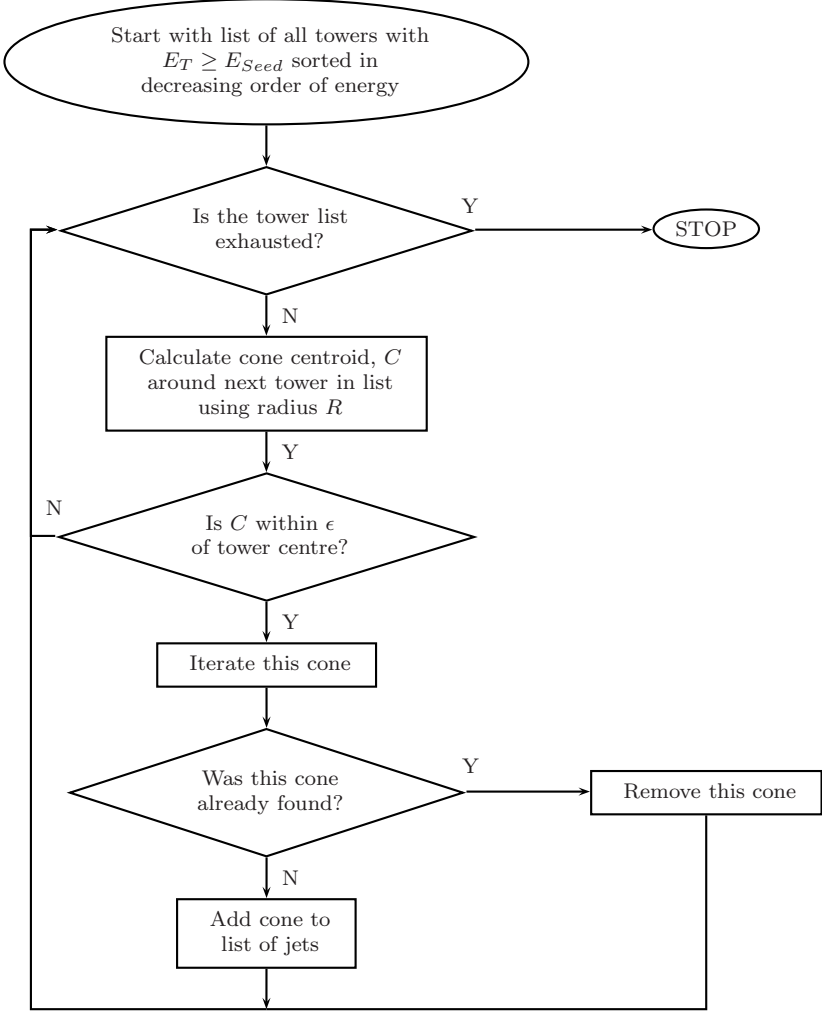 Start with list of all towers with
E_T ≥ E_{Seed} sorted in
decreasing order of energy
Is the tower list
exhausted?
Y
STOP
N
Calculate cone centroid, C
around next tower in list
using radius R
Y
N
Is C within ϵ
of tower centre?
Y
Iterate this cone
Was this cone
already found?
Y
Remove this cone
N
Add cone to
list of jets